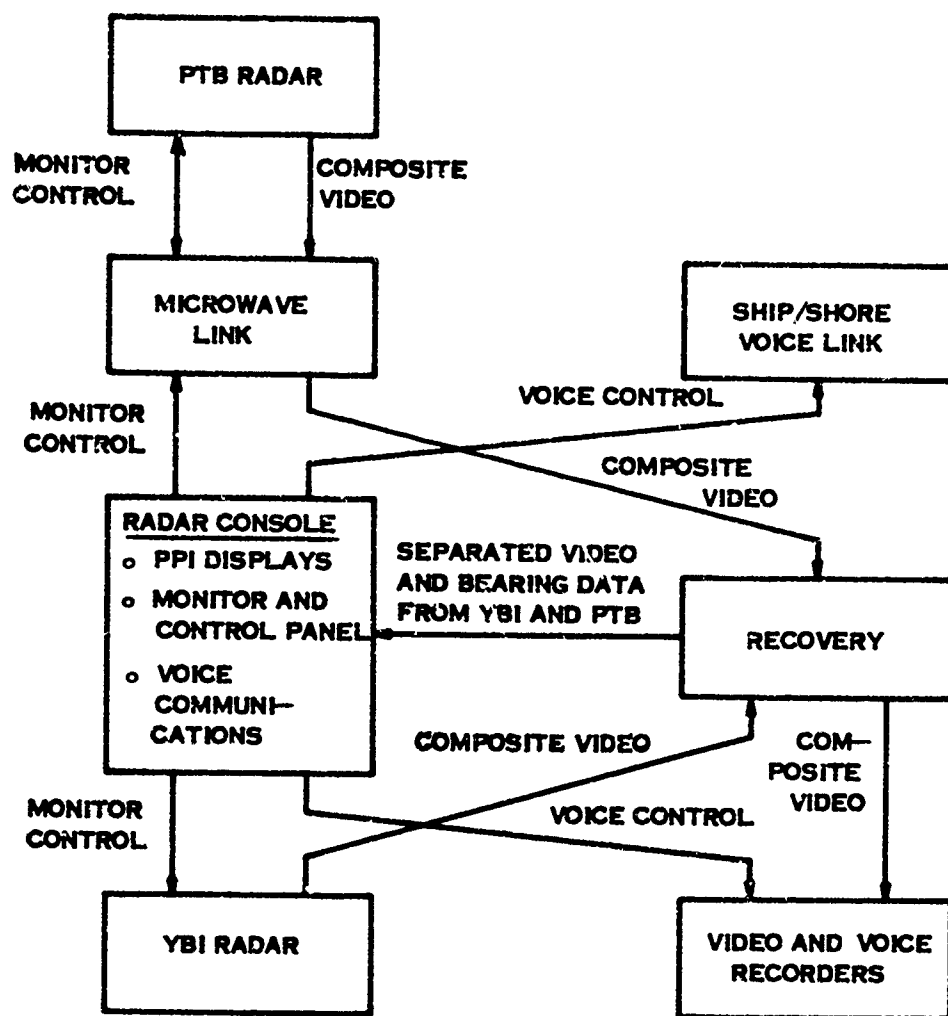 PTB RADAR
MONITOR
CONTROL
COMPOSITE
VIDEO
MICROWAVE
LINK
SHIP/SHORE
VOICE LINK
MONITOR
CONTROL
VOICE CONTROL
COMPOSITE
VIDEO
RADAR CONSOLE
o PPI DISPLAYS
o MONITOR AND
CONTROL PANEL
o VOICE
COMMUNI-
CATIONS
SEPARATED VIDEO
AND BEARING DATA
FROM YBI AND PTB
RECOVERY
MONITOR
CONTROL
COMPOSITE VIDEO
VOICE CONTROL
COM-
POSITE
VIDEO
YBI RADAR
VIDEO AND VOICE
RECORDERS